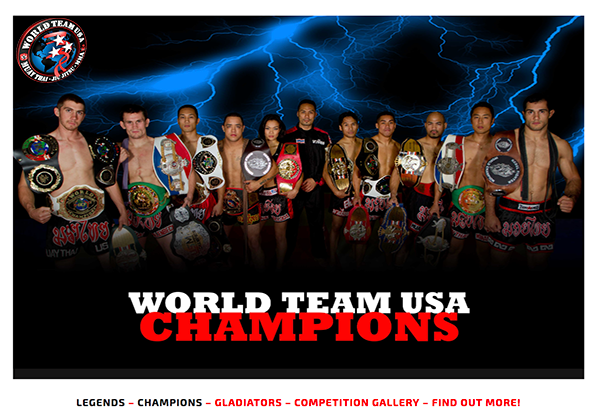 WORLD TEAM USA
MUAY THAI - JIU JITSU - MMA
WORLD TEAM USA
CHAMPIONS
LEGENDS – CHAMPIONS – GLADIATORS – COMPETITION GALLERY – FIND OUT MORE!